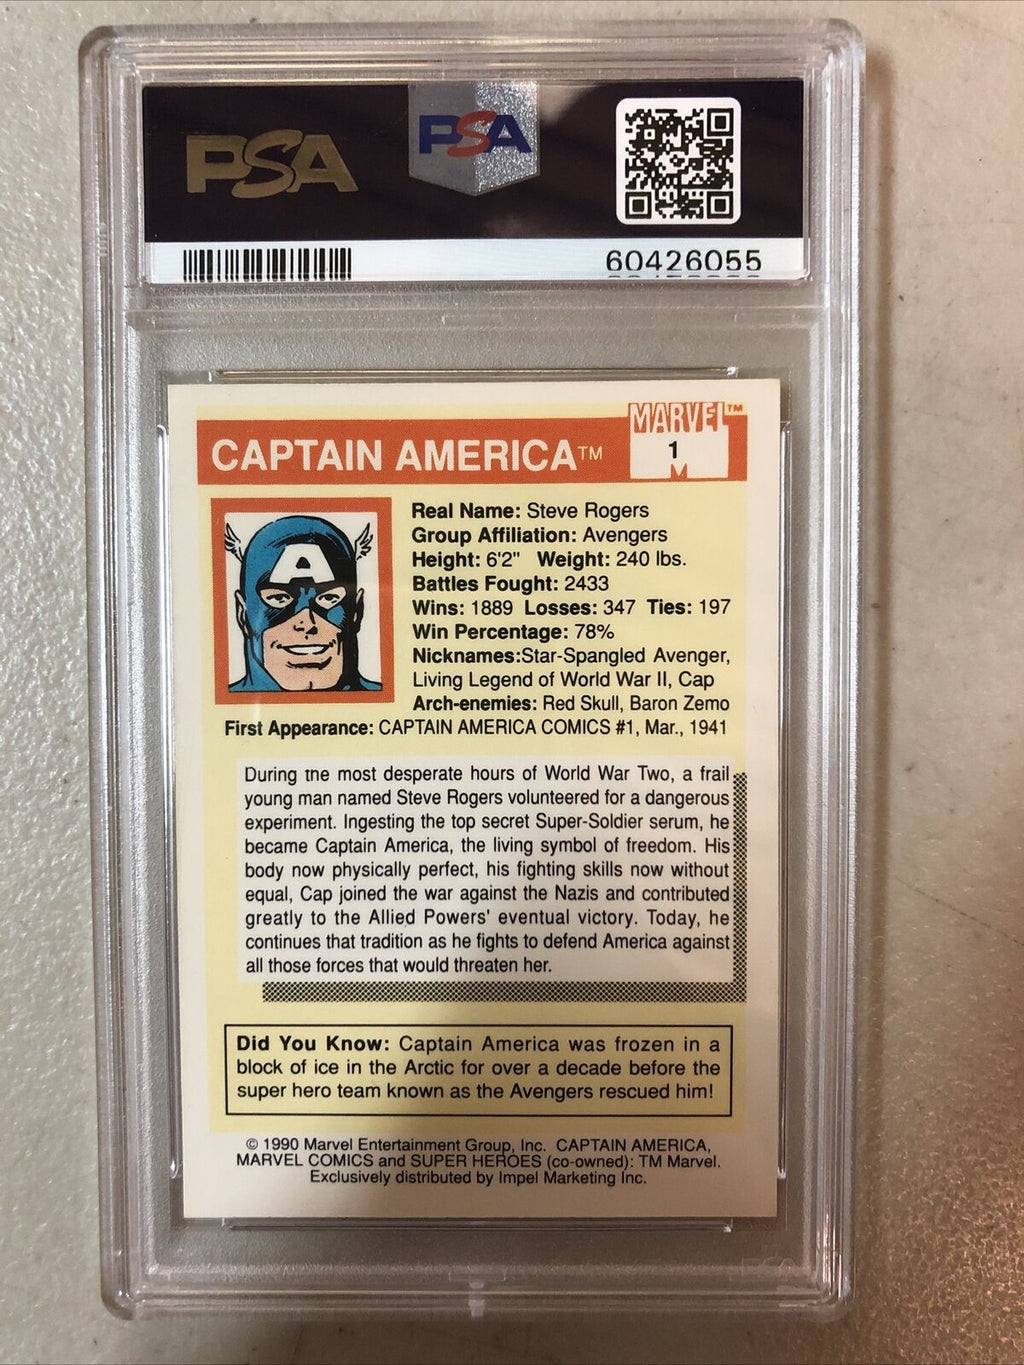 PSA
PSA
60426055
MARVEL™
CAPTAIN AMERICA™
1
Real Name: Steve Rogers
Group Affiliation: Avengers
Height: 6'2" Weight: 240 lbs.
Battles Fought: 2433
Wins: 1889 Losses: 347 Ties: 197
Win Percentage: 78%
Nicknames:Star-Spangled Avenger,
Living Legend of World War II, Cap
Arch-enemies: Red Skull, Baron Zemo
First Appearance: CAPTAIN AMERICA COMICS #1, Mar., 1941
A
During the most desperate hours of World War Two, a frail
young man named Steve Rogers volunteered for a dangerous
experiment. Ingesting the top secret Super-Soldier serum, he
became Captain America, the living symbol of freedom. His
body now physically perfect, his fighting skills now without
equal, Cap joined the war against the Nazis and contributed
greatly to the Allied Powers' eventual victory. Today, he
continues that tradition as he fights to defend America against
all those forces that would threaten her.
Did You Know: Captain America was frozen in a
block of ice in the Arctic for over a decade before the
super hero team known as the Avengers rescued him!
© 1990 Marvel Entertainment Group, Inc. CAPTAIN AMERICA,
MARVEL COMICS and SUPER HEROES (co-owned): TM Marvel.
Exclusively distributed by Impel Marketing Inc.